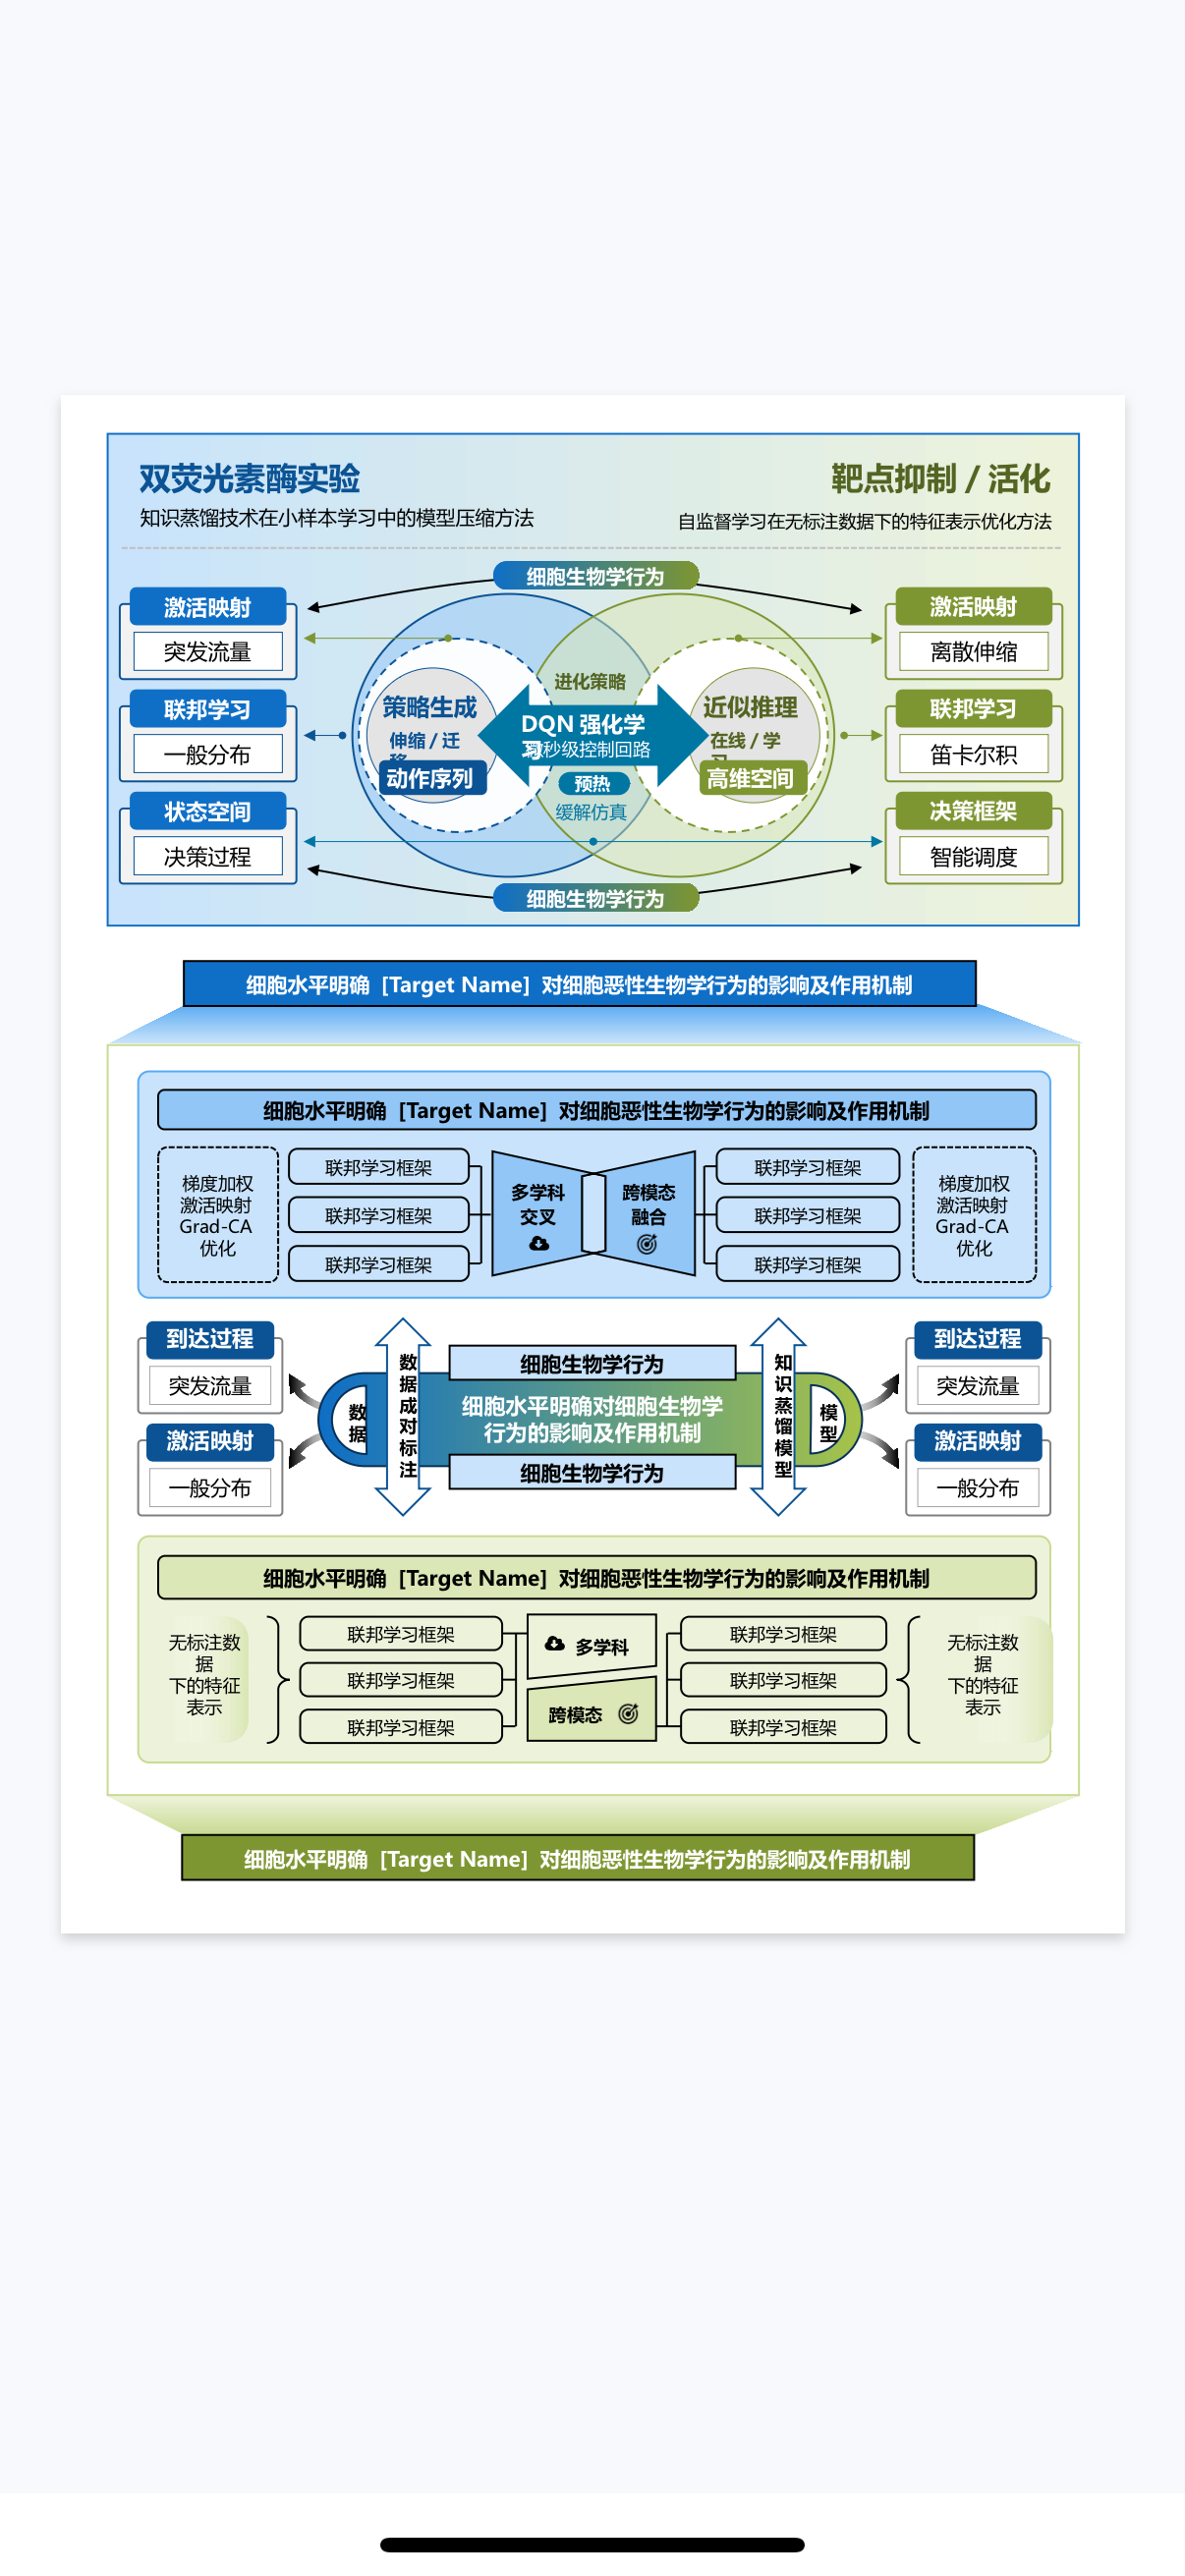 双荧光素酶实验
靶点抑制 / 活化
知识蒸馏技术在小样本学习中的模型压缩方法
自监督学习在无标注数据下的特征表示优化方法
细胞生物学行为
激活映射
突发流量
联邦学习
一般分布
状态空间
决策过程
策略生成
伸缩 / 迁
动作序列
进化策略
DQN 强化学
习
秒级控制回路
预热
缓解仿真
近似推理
在线 / 学
高维空间
激活映射
离散伸缩
联邦学习
笛卡尔积
决策框架
智能调度
细胞生物学行为
细胞水平明确 [Target Name] 对细胞恶性生物学行为的影响及作用机制
细胞水平明确 [Target Name] 对细胞恶性生物学行为的影响及作用机制
梯度加权
激活映射
Grad-CA
优化
联邦学习框架
联邦学习框架
联邦学习框架
多学科
交叉
跨模态
融合
联邦学习框架
联邦学习框架
联邦学习框架
梯度加权
激活映射
Grad-CA
优化
到达过程
突发流量
激活映射
一般分布
数据
数据成对标注
细胞生物学行为
细胞水平明确对细胞生物学
行为的影响及作用机制
细胞生物学行为
知识蒸馏模型
模型
到达过程
突发流量
激活映射
一般分布
细胞水平明确 [Target Name] 对细胞恶性生物学行为的影响及作用机制
无标注数
据
下的特征
表示
联邦学习框架
联邦学习框架
联邦学习框架
多学科
跨模态
联邦学习框架
联邦学习框架
联邦学习框架
无标注数
据
下的特征
表示
细胞水平明确 [Target Name] 对细胞恶性生物学行为的影响及作用机制